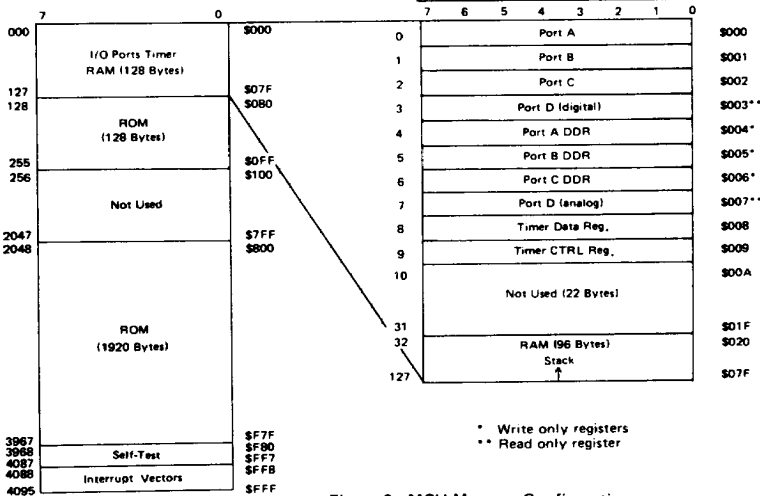 7 0
000 $000
I/O Ports Timer
RAM (128 Bytes)
127 $07F
128 $080
ROM
(128 Bytes)
255 $0FF
256 $100
Not Used
2047 $7FF
2048 $800
ROM
(1920 Bytes)
3967 $F7F
3968 $F80
Self-Test
4087 $FF7
4088 $FF8
Interrupt Vectors
4095 $FFF
7 6 5 4 3 2 1 0
0 Port A $000
1 Port B $001
2 Port C $002
3 Port D (digital) $003**
4 Port A DDR $004*
5 Port B DDR $005*
6 Port C DDR $006*
7 Port D (analog) $007**
8 Timer Data Reg. $008
9 Timer CTRL Reg. $009
10 $00A
Not Used (22 Bytes)
31 $01F
32 RAM (96 Bytes) $020
Stack
127 $07F
* Write only registers
** Read only register